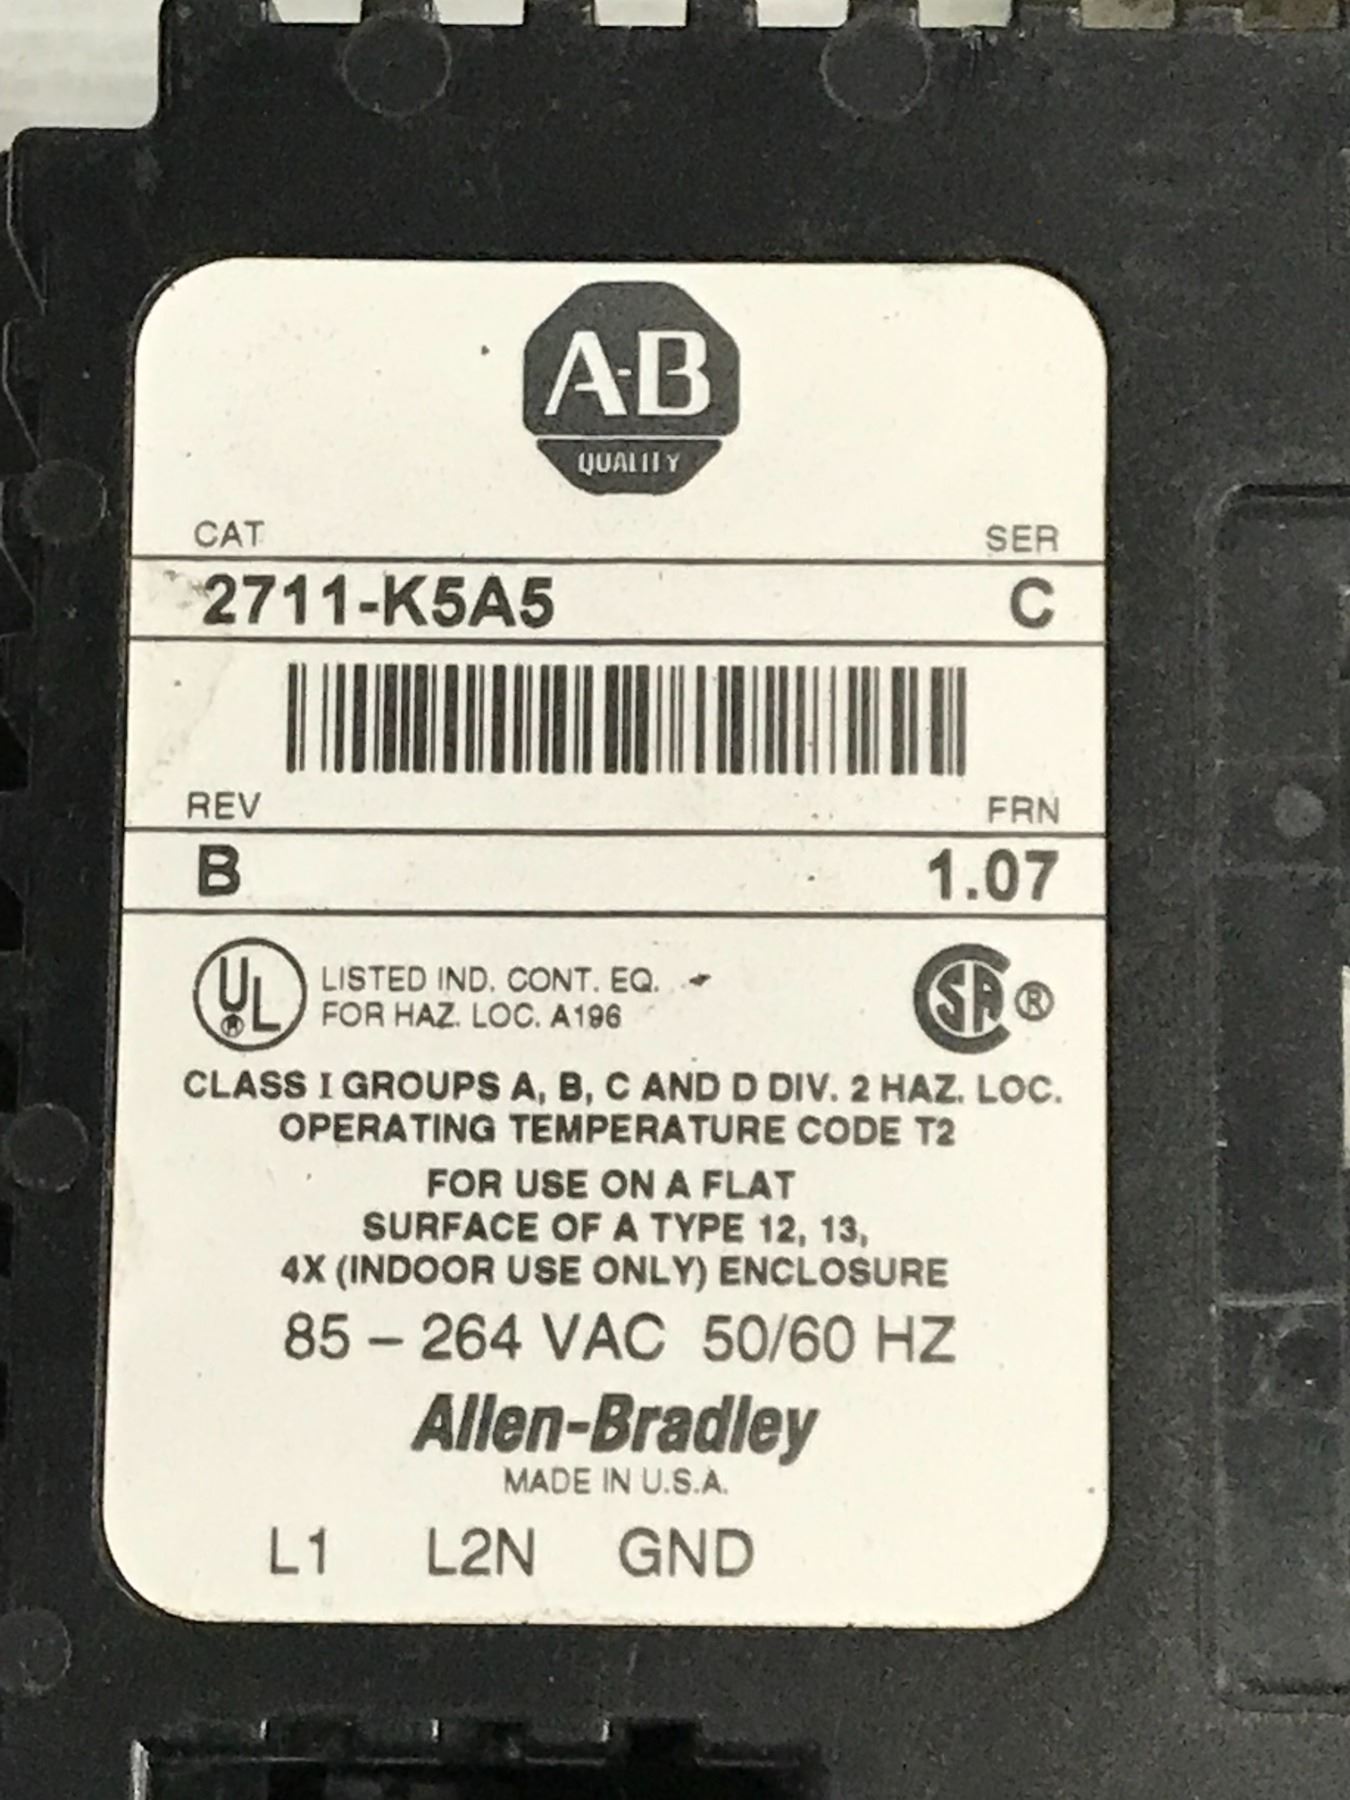 A-B
QUALITY
CAT SER
2711-K5A5 C
REV FRN
B 1.07
UL ® LISTED IND. CONT. EQ.
FOR HAZ. LOC. A196
SA ®
CLASS I GROUPS A, B, C AND D DIV. 2 HAZ. LOC.
OPERATING TEMPERATURE CODE T2
FOR USE ON A FLAT
SURFACE OF A TYPE 12, 13,
4X (INDOOR USE ONLY) ENCLOSURE
85 – 264 VAC 50/60 HZ
Allen-Bradley
MADE IN U.S.A.
L1 L2N GND